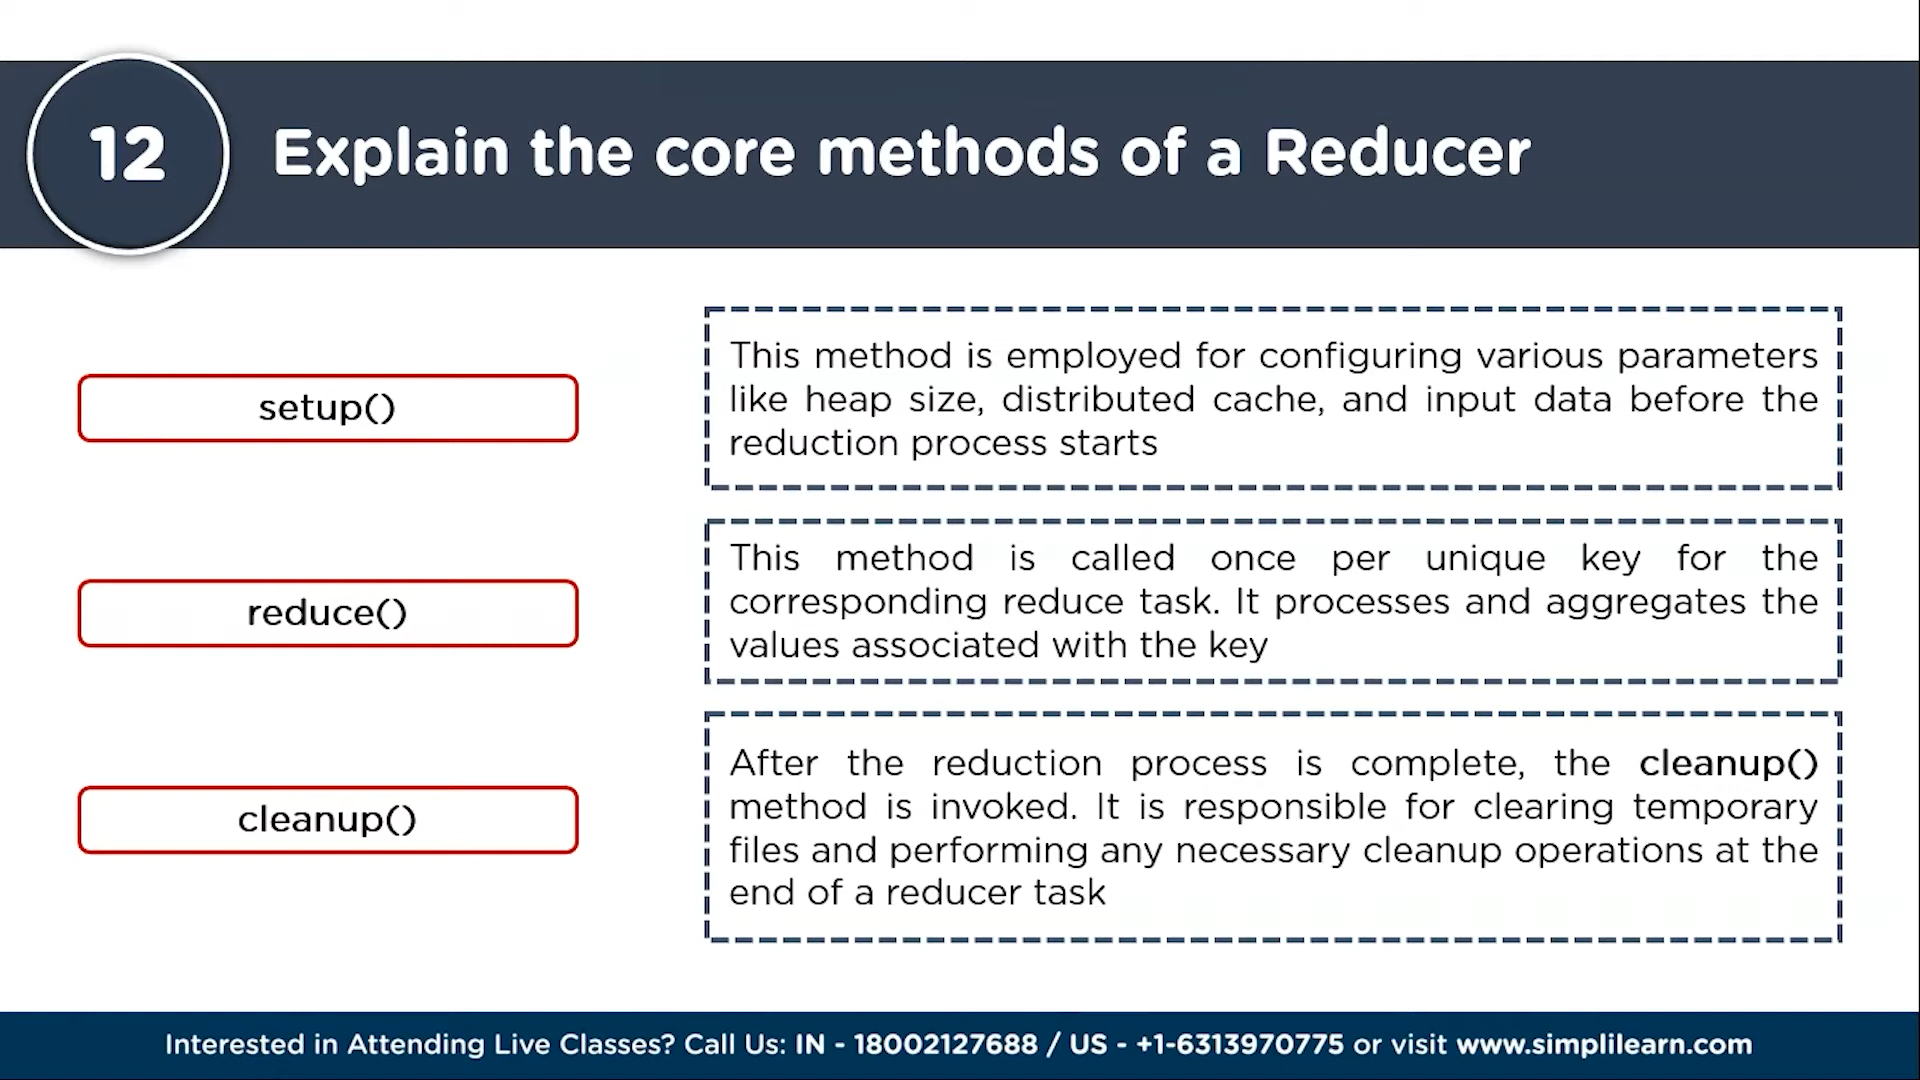 12
Explain the core methods of a Reducer
setup()
This method is employed for configuring various parameters
like heap size, distributed cache, and input data before the
reduction process starts
reduce()
This method is called once per unique key for the
corresponding reduce task. It processes and aggregates the
values associated with the key
cleanup()
After the reduction process is complete, the cleanup()
method is invoked. It is responsible for clearing temporary
files and performing any necessary cleanup operations at the
end of a reducer task
Interested in Attending Live Classes? Call Us: IN - 18002127688 / US - +1-6313970775 or visit www.simplilearn.com